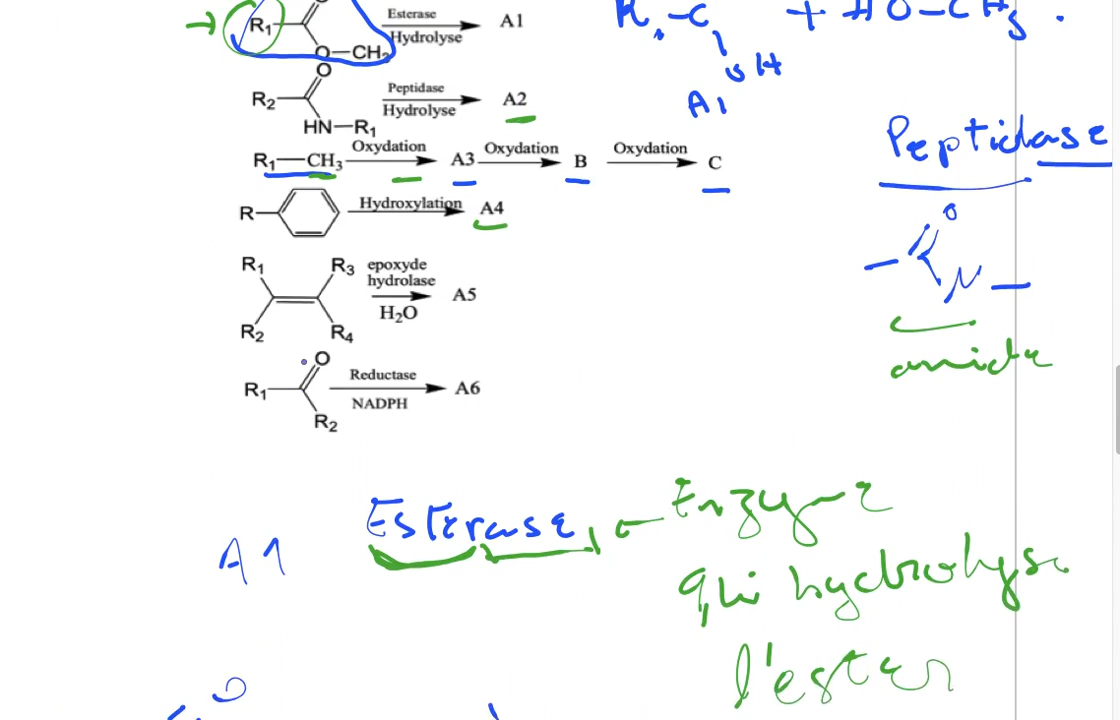 R₁ O—CH₃ Esterase Hydrolyse A1
R₁—C + HO—CH₃.
OH
A1
R₂ O HN—R₁ Peptidase Hydrolyse A2
Peptidase
R₁—CH₃ Oxydation A3 Oxydation B Oxydation C
R Hydroxylation A4
O
N
R₁ R₃ R₂ R₄ epoxyde hydrolase H₂O A5
amide
R₁ O R₂ Reductase NADPH A6
A1 Esterase Enzyme
qui hydrolyse
l'ester